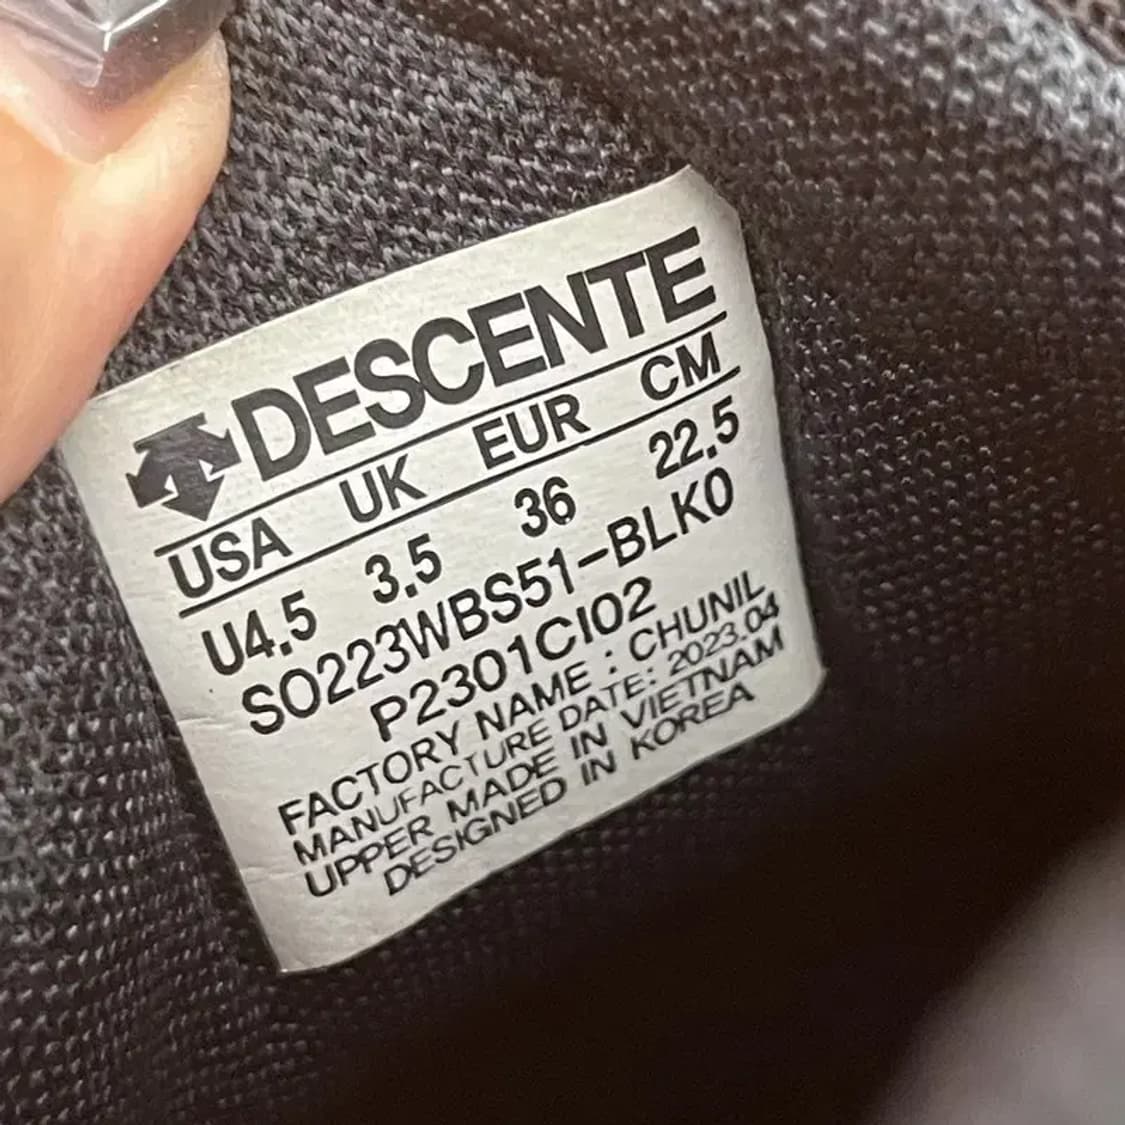 DESCENTE
USA UK EUR CM
U4.5 3.5 36 22.5
SO223WBS51-BLK0
P2301CI02
FACTORY NAME : CHUNIL
MANUFACTURE DATE: 2023.04
UPPER MADE IN VIETNAM
DESIGNED IN KOREA